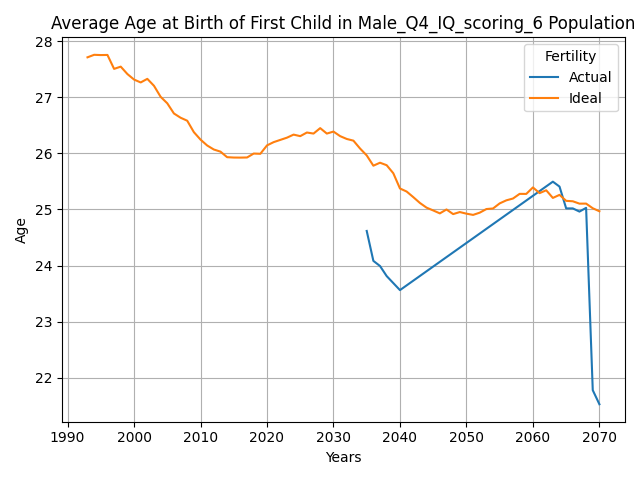 Average Age at Birth of First Child in Male_Q4_IQ_scoring_6 Population
Fertility
Actual
Ideal
Age
28
27
26
25
24
23
22
1990 2000 2010 2020 2030 2040 2050 2060 2070
Years